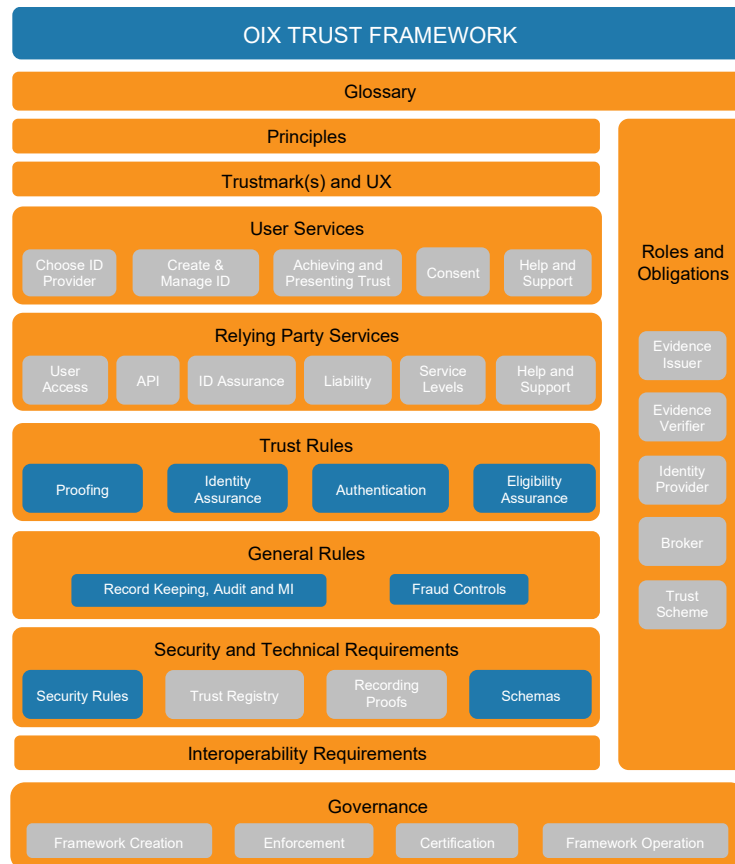 OIX TRUST FRAMEWORK
Glossary
Principles
Trustmark(s) and UX
User Services
Choose ID
Provider
Create &
Manage ID
Achieving and
Presenting Trust
Consent
Help and
Support
Relying Party Services
User
Access
API
ID Assurance
Liability
Service
Levels
Help and
Support
Trust Rules
Proofing
Identity
Assurance
Authentication
Eligibility
Assurance
General Rules
Record Keeping, Audit and MI
Fraud Controls
Security and Technical Requirements
Security Rules
Trust Registry
Recording
Proofs
Schemas
Interoperability Requirements
Roles and
Obligations
Evidence
Issuer
Evidence
Verifier
Identity
Provider
Broker
Trust
Scheme
Governance
Framework Creation
Enforcement
Certification
Framework Operation